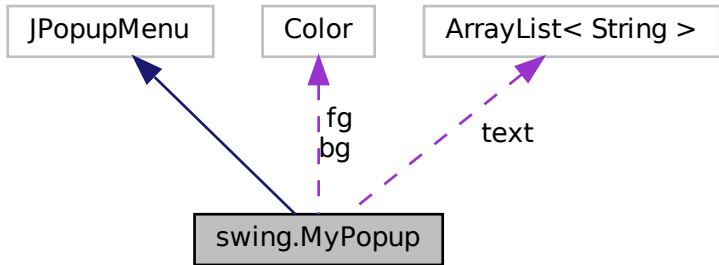 JPopupMenu
Color
ArrayList< String >
fg
bg
text
swing.MyPopup